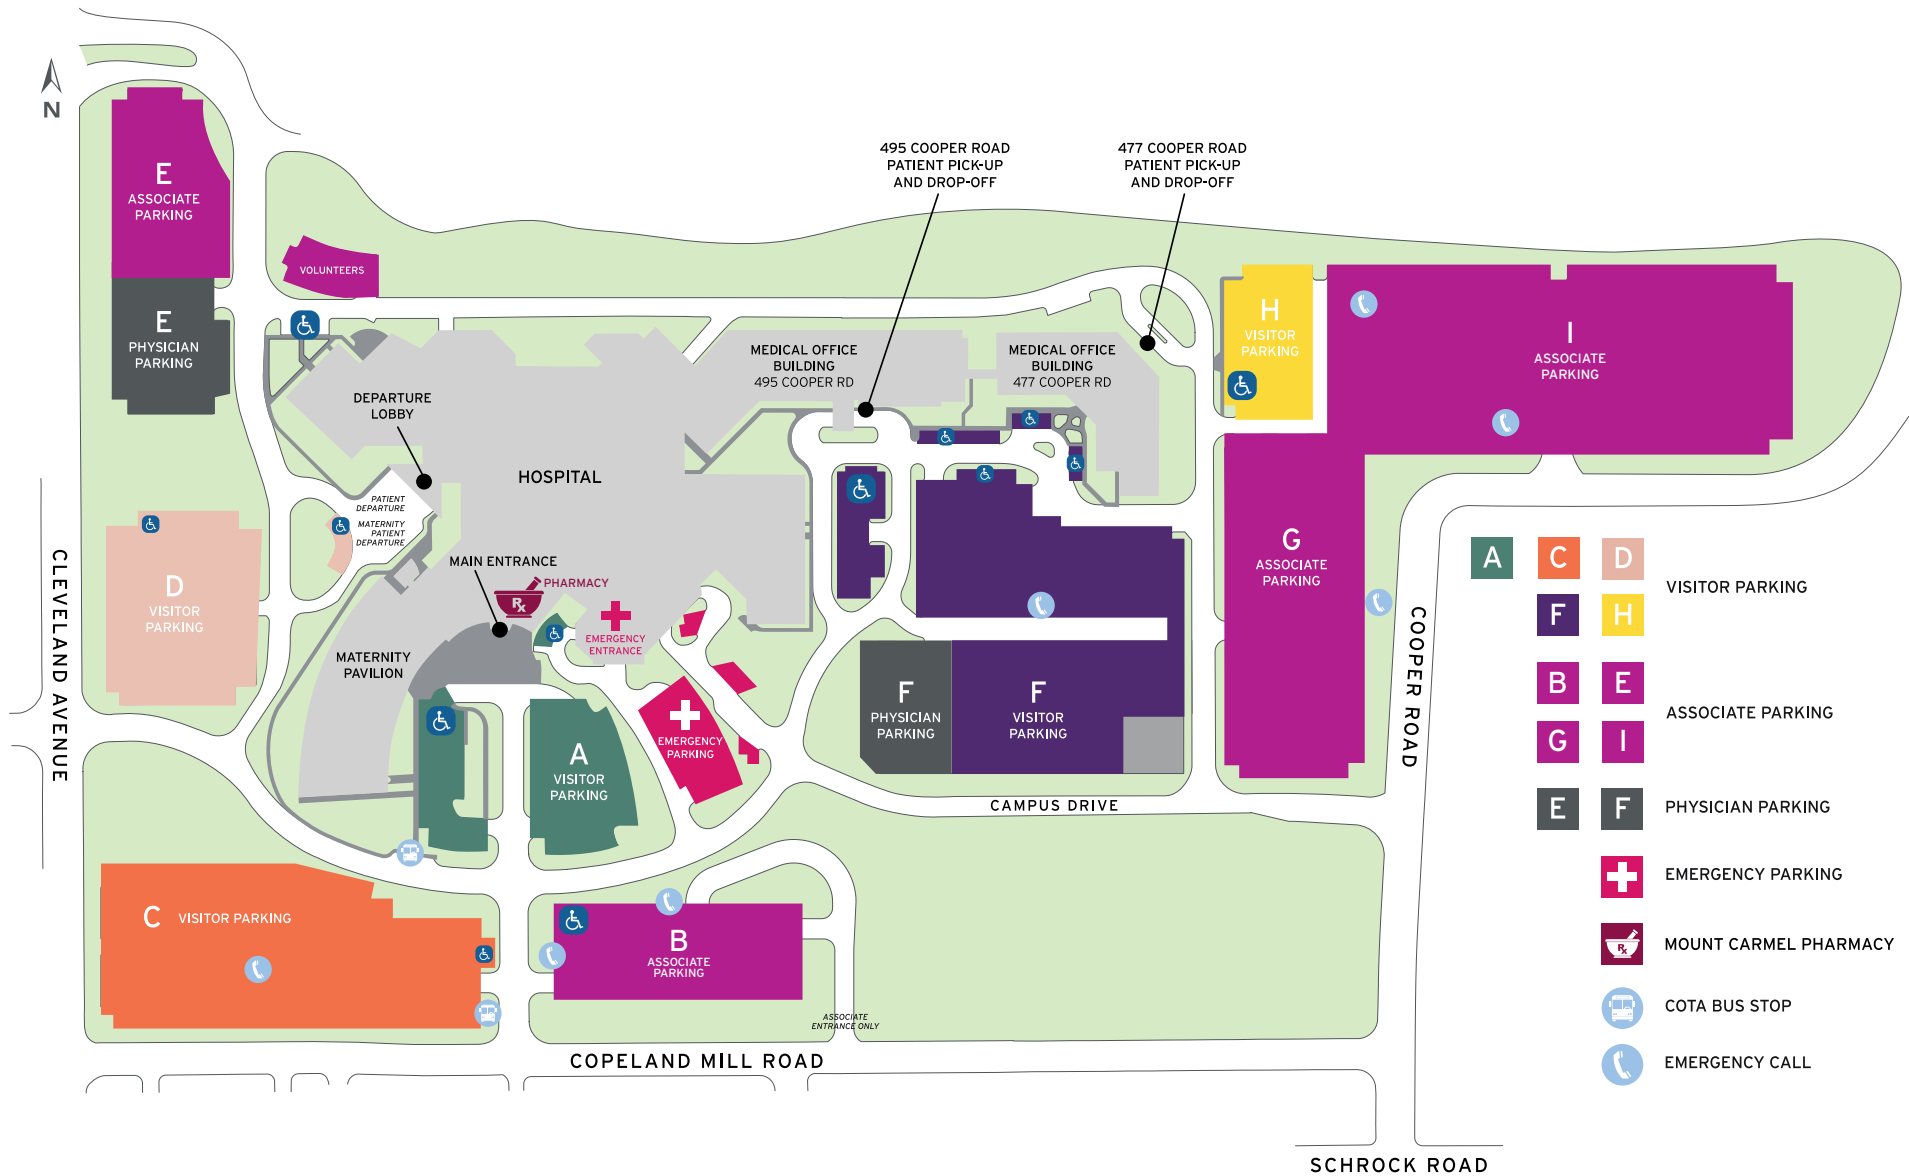 N
E
ASSOCIATE
PARKING
E
PHYSICIAN
PARKING
VOLUNTEERS
495 COOPER ROAD
PATIENT PICK-UP
AND DROP-OFF
477 COOPER ROAD
PATIENT PICK-UP
AND DROP-OFF
H
VISITOR
PARKING
I
ASSOCIATE
PARKING
MEDICAL OFFICE
BUILDING
495 COOPER RD
MEDICAL OFFICE
BUILDING
477 COOPER RD
DEPARTURE
LOBBY
HOSPITAL
PATIENT
DEPARTURE
MATERNITY
PATIENT
DEPARTURE
MAIN ENTRANCE
Rx
PHARMACY
EMERGENCY
ENTRANCE
MATERNITY
PAVILION
D
VISITOR
PARKING
CLEVELAND AVENUE
G
ASSOCIATE
PARKING
COOPER ROAD
A
VISITOR
PARKING
EMERGENCY
PARKING
F
PHYSICIAN
PARKING
F
VISITOR
PARKING
CAMPUS DRIVE
C VISITOR PARKING
B
ASSOCIATE
PARKING
ASSOCIATE
ENTRANCE ONLY
COPELAND MILL ROAD
SCHROCK ROAD
A C D
F H
VISITOR PARKING
B E
G I
ASSOCIATE PARKING
E F PHYSICIAN PARKING
EMERGENCY PARKING
Rx MOUNT CARMEL PHARMACY
COTA BUS STOP
EMERGENCY CALL